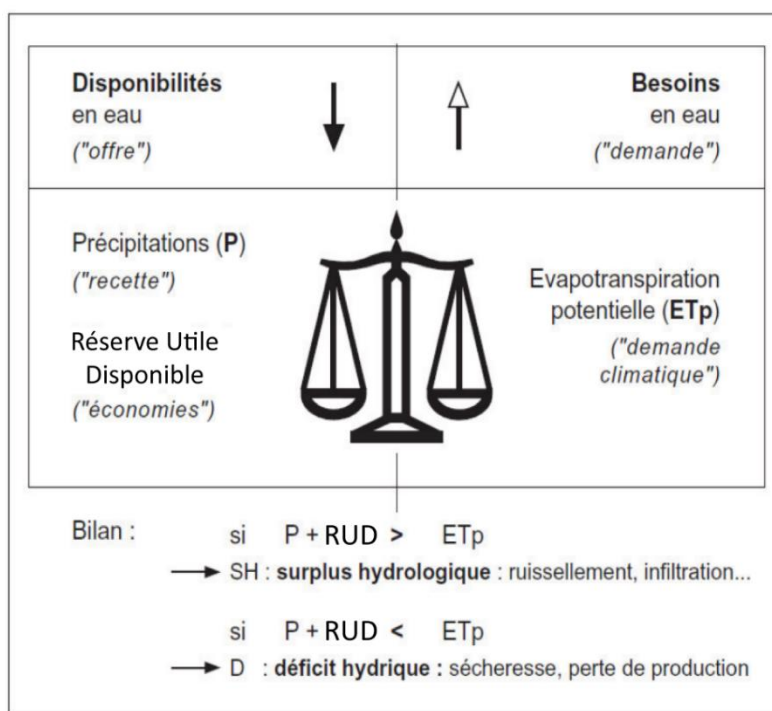 Disponibilités
en eau
("offre")
Besoins
en eau
("demande")
Précipitations (P)
("recette")
Réserve Utile
Disponible
("économies")
Evapotranspiration
potentielle (ETp)
("demande
climatique")
Bilan :
si P + RUD > ETp
SH : surplus hydrologique : ruissellement, infiltration...
si P + RUD < ETp
D : déficit hydrique : sécheresse, perte de production